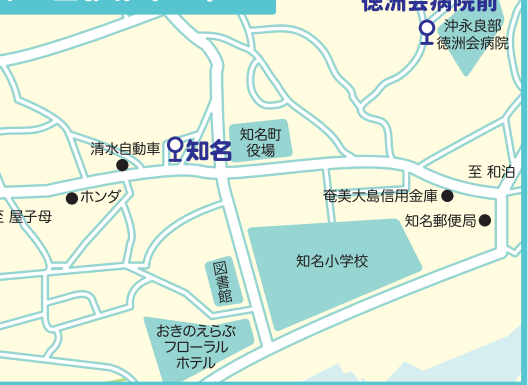 徳洲会病院前
沖永良部
徳洲会病院
知名町
役場
清水自動車
知名
至 和泊
ホンダ
奄美大島信用金庫
屋子母
知名郵便局
知名小学校
図書館
おきのえらぶ
フローラル
ホテル